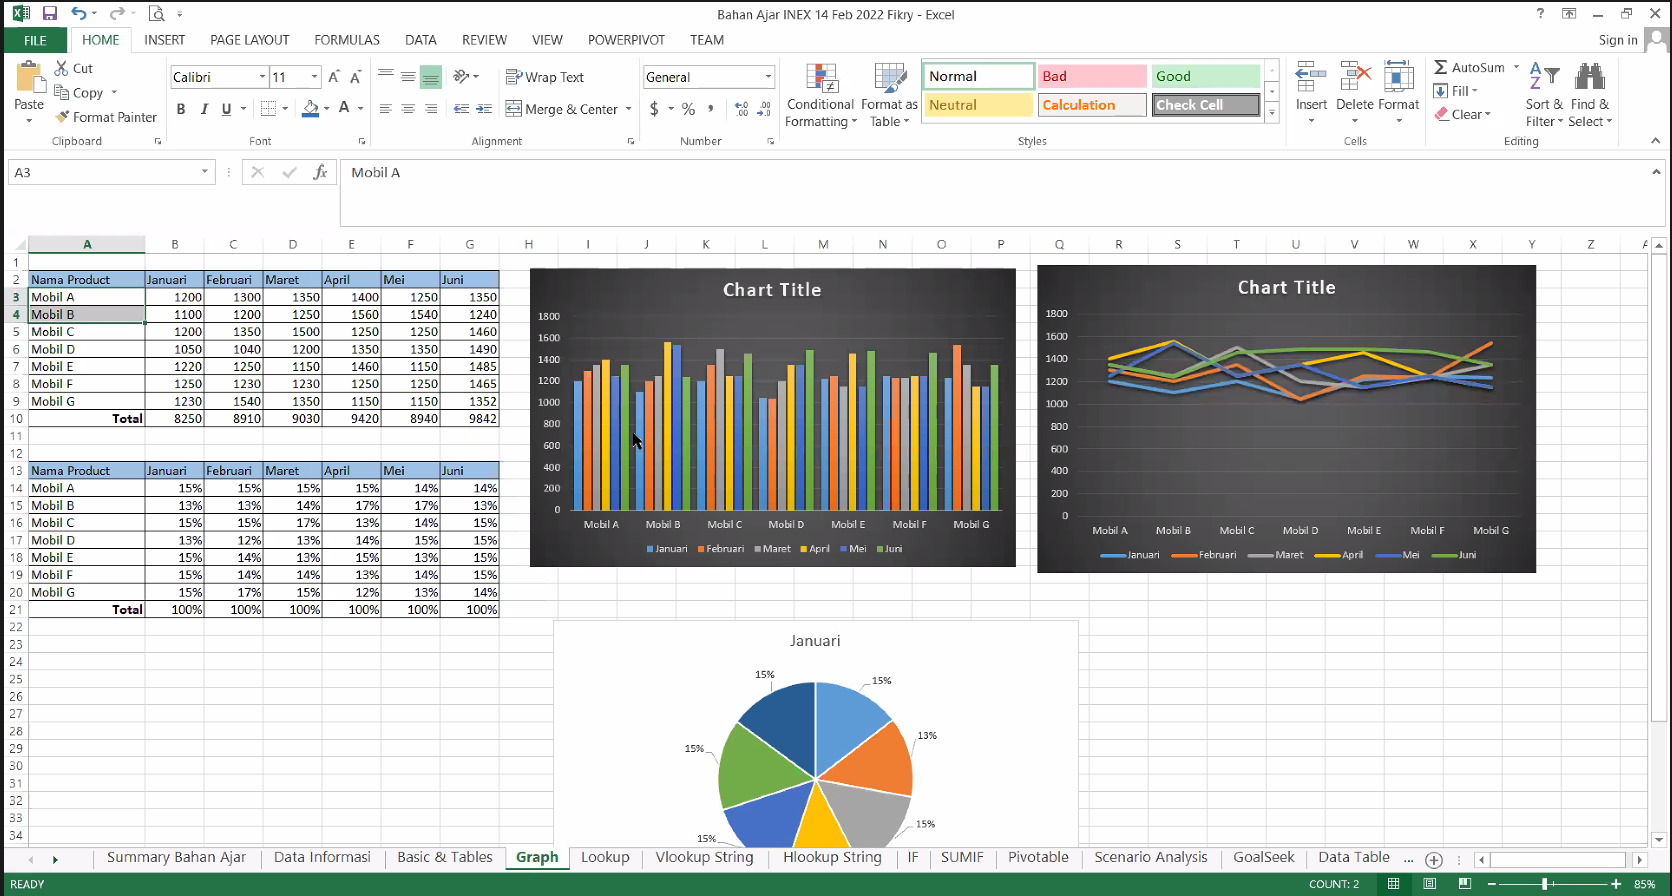 Bahan Ajar INEX 14 Feb 2022 Fikry - Excel
?
FILE HOME INSERT PAGE LAYOUT FORMULAS DATA REVIEW VIEW POWERPIVOT TEAM Sign in
Paste Cut
Copy
Format Painter
Clipboard
Calibri 11
B I U
Font
Wrap Text
Merge & Center
Alignment
General
$ % ,
Number
Conditional Formatting
Format as Table
Normal Bad Good
Neutral Calculation Check Cell
Styles
Insert Delete Format
Cells
AutoSum
Fill
Clear
Sort & Filter
Find & Select
Editing
A3 fx Mobil A
A B C D E F G H I J K L M N O P Q R S T U V W X Y Z
1
2 Nama Product Januari Februari Maret April Mei Juni
3 Mobil A 1200 1300 1350 1400 1250 1350
4 Mobil B 1100 1200 1250 1560 1540 1240
5 Mobil C 1200 1350 1500 1250 1250 1460
6 Mobil D 1050 1040 1200 1350 1350 1490
7 Mobil E 1220 1250 1150 1460 1150 1485
8 Mobil F 1250 1230 1230 1250 1250 1465
9 Mobil G 1230 1540 1350 1150 1150 1352
10 Total 8250 8910 9030 9420 8940 9842
11
12
13 Nama Product Januari Februari Maret April Mei Juni
14 Mobil A 15% 15% 15% 15% 14% 14%
15 Mobil B 13% 13% 14% 17% 17% 13%
16 Mobil C 15% 15% 17% 13% 14% 15%
17 Mobil D 13% 12% 13% 14% 15% 15%
18 Mobil E 15% 14% 13% 15% 13% 15%
19 Mobil F 15% 14% 14% 13% 14% 15%
20 Mobil G 15% 17% 15% 12% 13% 14%
21 Total 100% 100% 100% 100% 100% 100%
22
23
24
25
26
27
28
29
30
31
32
33
34
Chart Title
1800
1600
1400
1200
1000
800
600
400
200
0
Mobil A Mobil B Mobil C Mobil D Mobil E Mobil F Mobil G
Januari Februari Maret April Mei Juni
Chart Title
1800
1600
1400
1200
1000
800
600
400
200
0
Mobil A Mobil B Mobil C Mobil D Mobil E Mobil F Mobil G
Januari Februari Maret April Mei Juni
Januari
15% 15%
13%
15%
15%
15%
Summary Bahan Ajar Data Informasi Basic & Tables Graph Lookup Vlookup String Hlookup String IF SUMIF Pivotable Scenario Analysis GoalSeek Data Table ...
READY COUNT: 2 85%